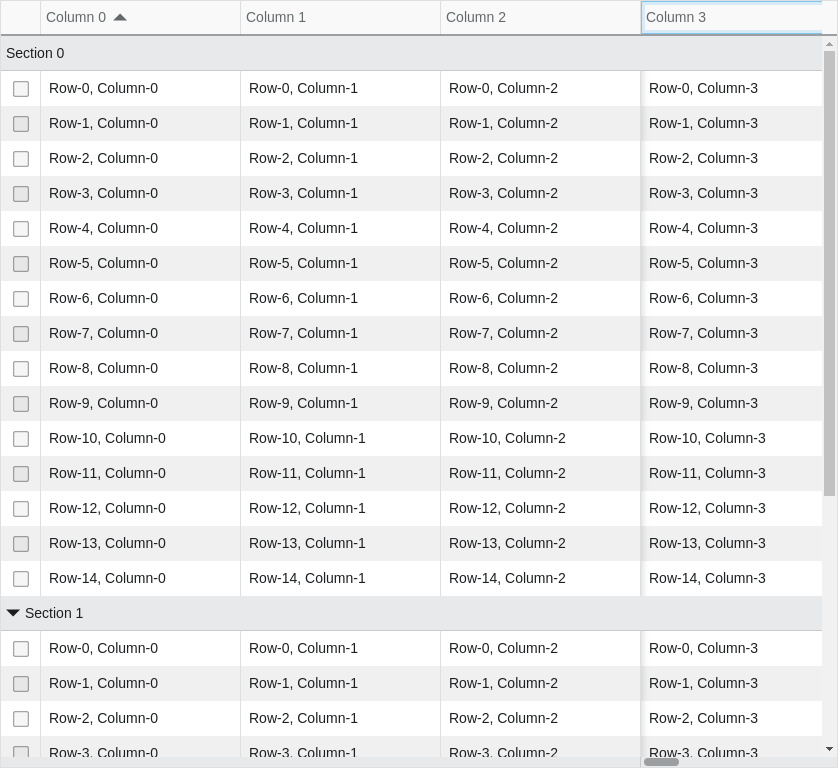 Column 0 Column 1 Column 2 Column 3
Section 0
Row-0, Column-0 Row-0, Column-1 Row-0, Column-2 Row-0, Column-3
Row-1, Column-0 Row-1, Column-1 Row-1, Column-2 Row-1, Column-3
Row-2, Column-0 Row-2, Column-1 Row-2, Column-2 Row-2, Column-3
Row-3, Column-0 Row-3, Column-1 Row-3, Column-2 Row-3, Column-3
Row-4, Column-0 Row-4, Column-1 Row-4, Column-2 Row-4, Column-3
Row-5, Column-0 Row-5, Column-1 Row-5, Column-2 Row-5, Column-3
Row-6, Column-0 Row-6, Column-1 Row-6, Column-2 Row-6, Column-3
Row-7, Column-0 Row-7, Column-1 Row-7, Column-2 Row-7, Column-3
Row-8, Column-0 Row-8, Column-1 Row-8, Column-2 Row-8, Column-3
Row-9, Column-0 Row-9, Column-1 Row-9, Column-2 Row-9, Column-3
Row-10, Column-0 Row-10, Column-1 Row-10, Column-2 Row-10, Column-3
Row-11, Column-0 Row-11, Column-1 Row-11, Column-2 Row-11, Column-3
Row-12, Column-0 Row-12, Column-1 Row-12, Column-2 Row-12, Column-3
Row-13, Column-0 Row-13, Column-1 Row-13, Column-2 Row-13, Column-3
Row-14, Column-0 Row-14, Column-1 Row-14, Column-2 Row-14, Column-3
Section 1
Row-0, Column-0 Row-0, Column-1 Row-0, Column-2 Row-0, Column-3
Row-1, Column-0 Row-1, Column-1 Row-1, Column-2 Row-1, Column-3
Row-2, Column-0 Row-2, Column-1 Row-2, Column-2 Row-2, Column-3
Row-3, Column-0 Row-3, Column-1 Row-3, Column-2 Row-3, Column-3